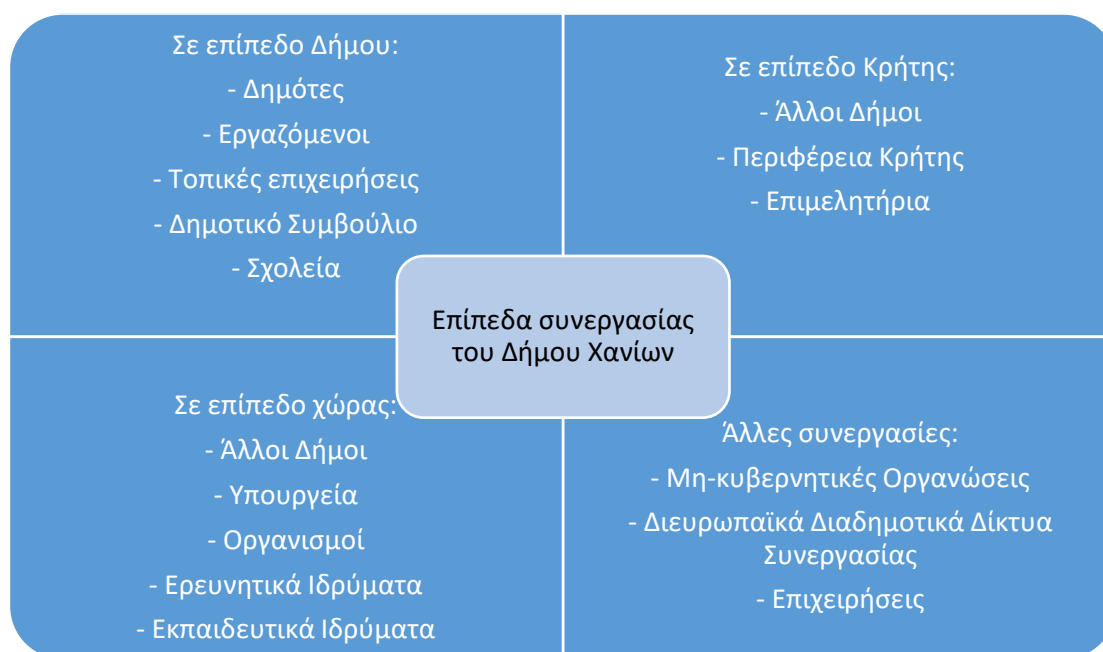 Σε επίπεδο Δήμου:
- Δημότες
- Εργαζόμενοι
- Τοπικές επιχειρήσεις
- Δημοτικό Συμβούλιο
- Σχολεία
Σε επίπεδο Κρήτης:
- Άλλοι Δήμοι
- Περιφέρεια Κρήτης
- Επιμελητήρια
Επίπεδα συνεργασίας
του Δήμου Χανίων
Σε επίπεδο χώρας:
- Άλλοι Δήμοι
- Υπουργεία
- Οργανισμοί
- Ερευνητικά Ιδρύματα
- Εκπαιδευτικά Ιδρύματα
Άλλες συνεργασίες:
- Μη-κυβερνητικές Οργανώσεις
- Διευρωπαϊκά Διαδημοτικά Δίκτυα
Συνεργασίας
- Επιχειρήσεις